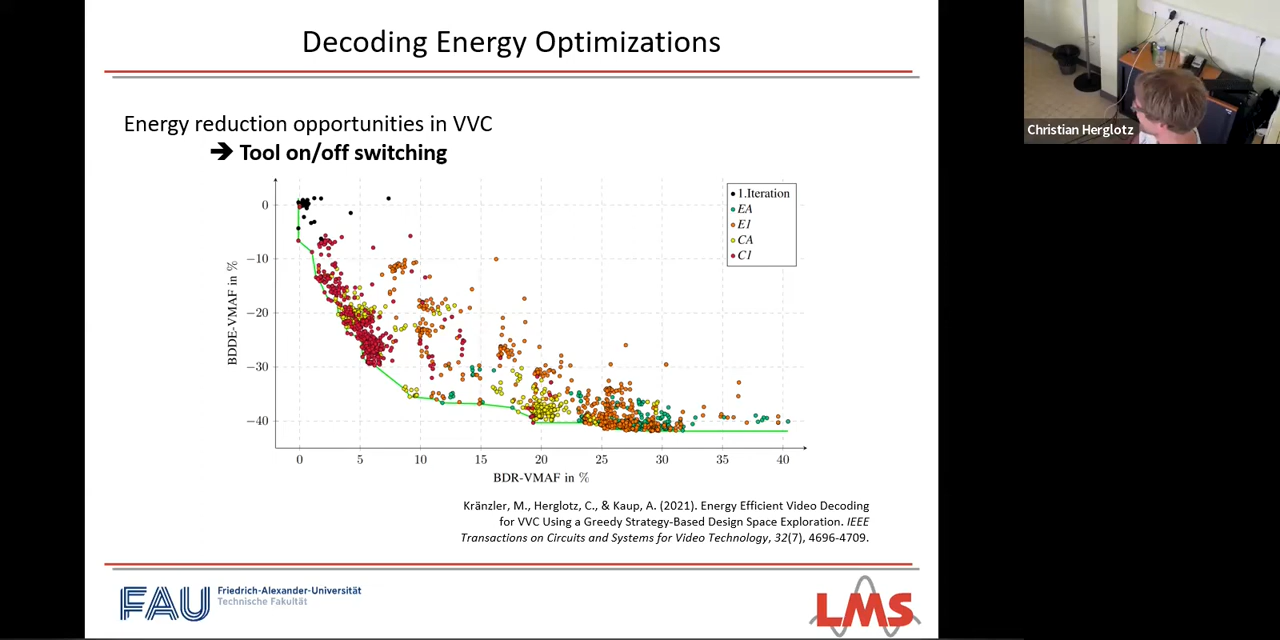 Decoding Energy Optimizations
Christian Herglotz
Energy reduction opportunities in VVC
➔ Tool on/off switching
1.Iteration
EA
E1
CA
C1
BDDE-VMAF in %
0
−10
−20
−30
−40
0 5 10 15 20 25 30 35 40
BDR-VMAF in %
Kränzler, M., Herglotz, C., & Kaup, A. (2021). Energy Efficient Video Decoding
for VVC Using a Greedy Strategy-Based Design Space Exploration. IEEE
Transactions on Circuits and Systems for Video Technology, 32(7), 4696-4709.
FAU Friedrich-Alexander-Universität
Technische Fakultät
LMS